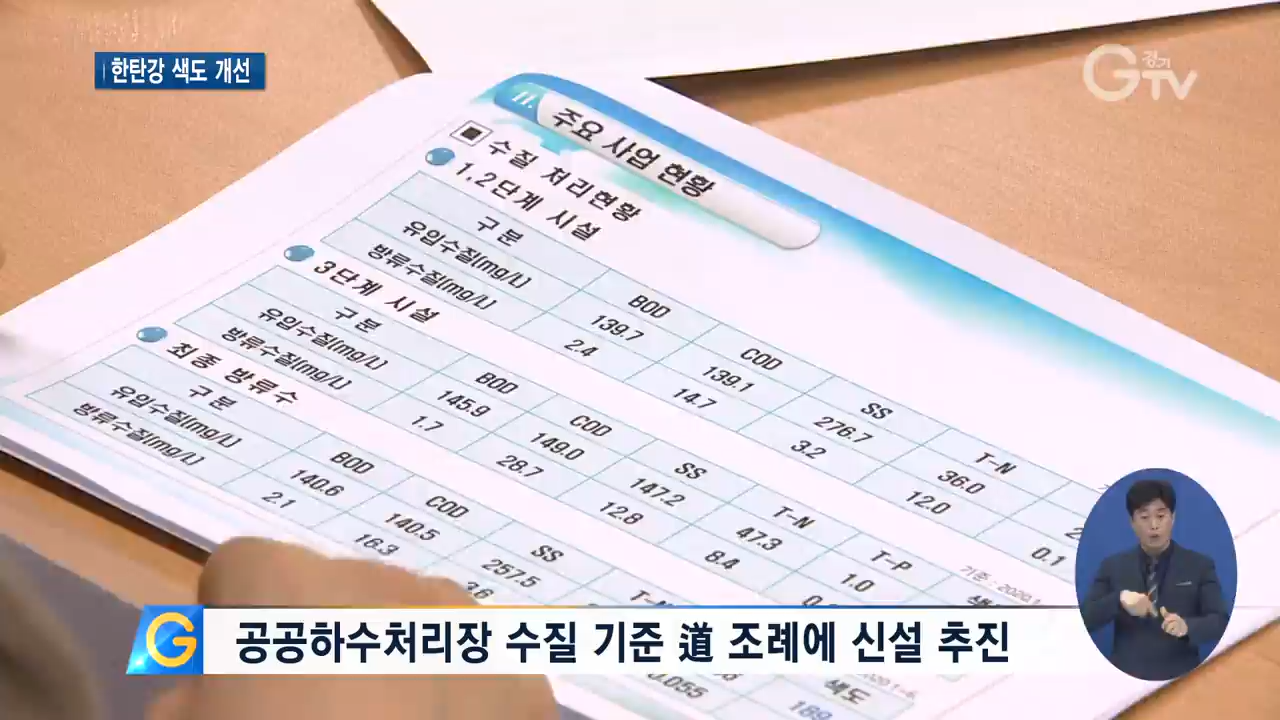 한탄강 색도 개선
G 경기 TV
II. 주요 사업 현황
수질 처리현황
1,2단계 시설
구 분 BOD COD SS T-N
유입수질(mg/L) 139.7 139.1 276.7 36.0
방류수질(mg/L) 2.4 14.7 3.2 12.0 0.1
3단계 시설
구 분 BOD COD SS T-N T-P
유입수질(mg/L) 145.9 149.0 147.2 47.3 1.0
방류수질(mg/L) 1.7 28.7 12.8 8.4
최종 방류수
구 분 BOD COD SS
유입수질(mg/L) 140.6 140.5 257.5
방류수질(mg/L) 2.1 16.3 3.6
색도
0.055 189
G
공공하수처리장 수질 기준 道 조례에 신설 추진